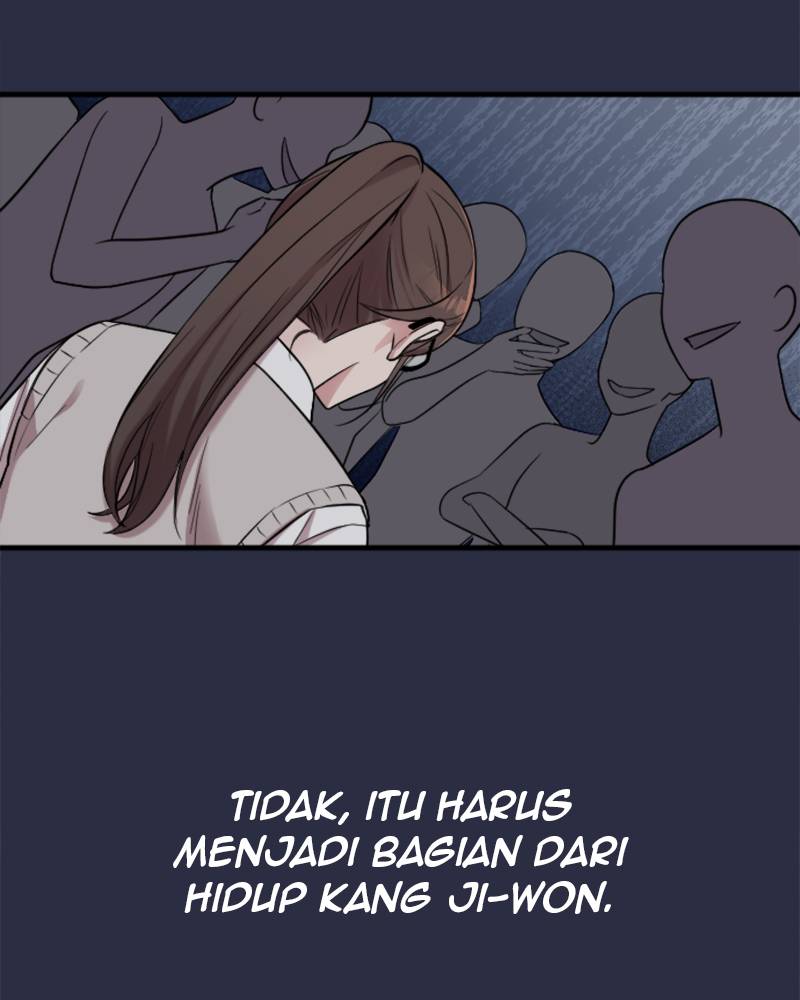 TIDAK, ITU HARUS
MENJADI BAGIAN DARI
HIDUP KANG JI-WON.